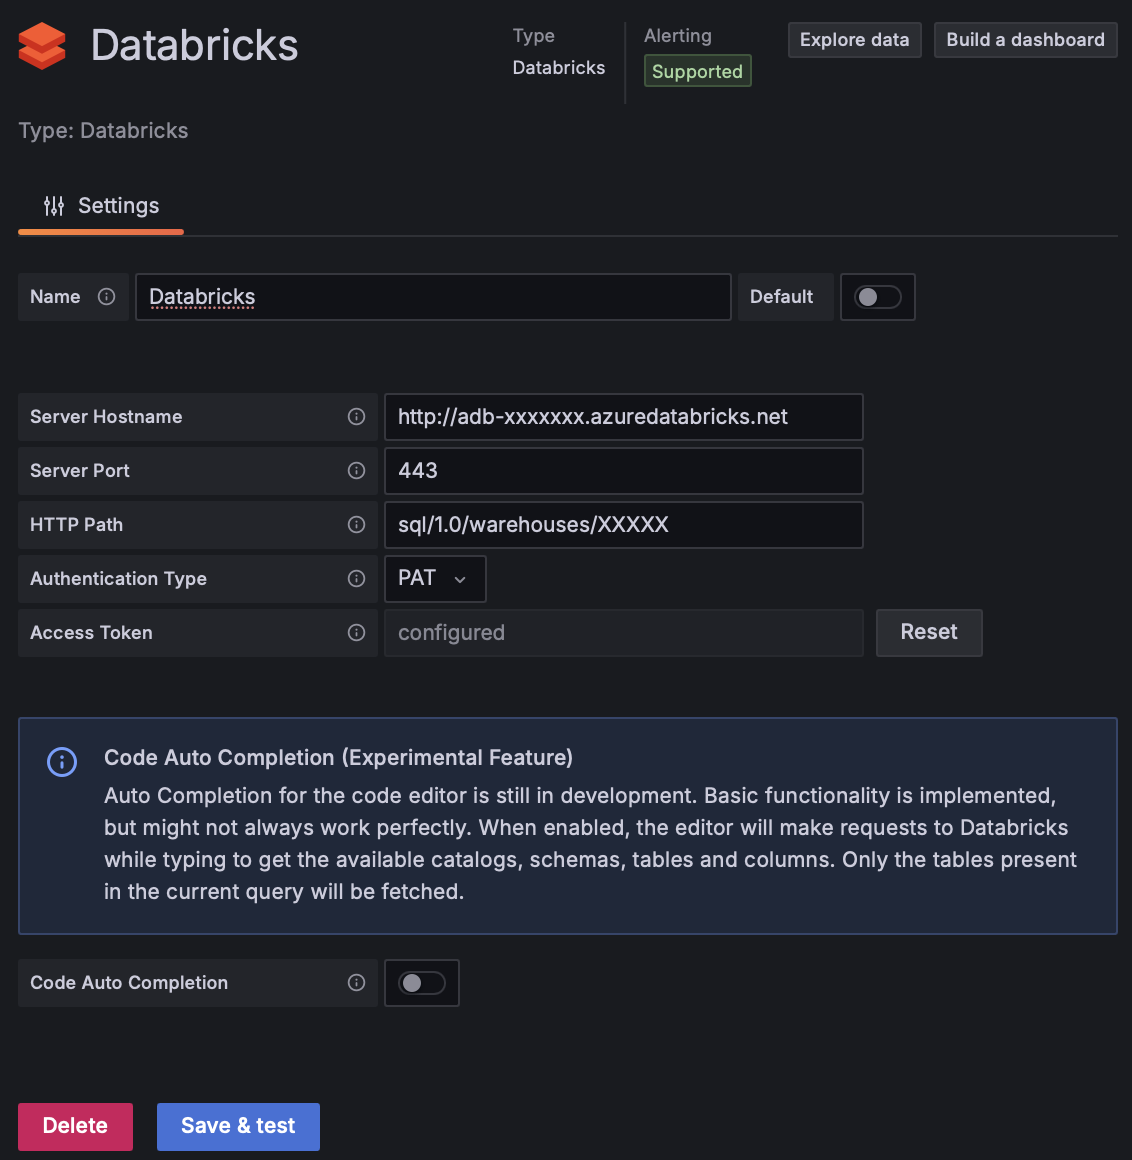 Databricks
Type
Databricks
Alerting
Supported
Explore data
Build a dashboard
Type: Databricks
Settings
Name
Databricks
Default
Server Hostname
http://adb-xxxxxxx.azuredatabricks.net
Server Port
443
HTTP Path
sql/1.0/warehouses/XXXXX
Authentication Type
PAT
Access Token
configured
Reset
Code Auto Completion (Experimental Feature)
Auto Completion for the code editor is still in development. Basic functionality is implemented,
but might not always work perfectly. When enabled, the editor will make requests to Databricks
while typing to get the available catalogs, schemas, tables and columns. Only the tables present
in the current query will be fetched.
Code Auto Completion
Delete
Save & test